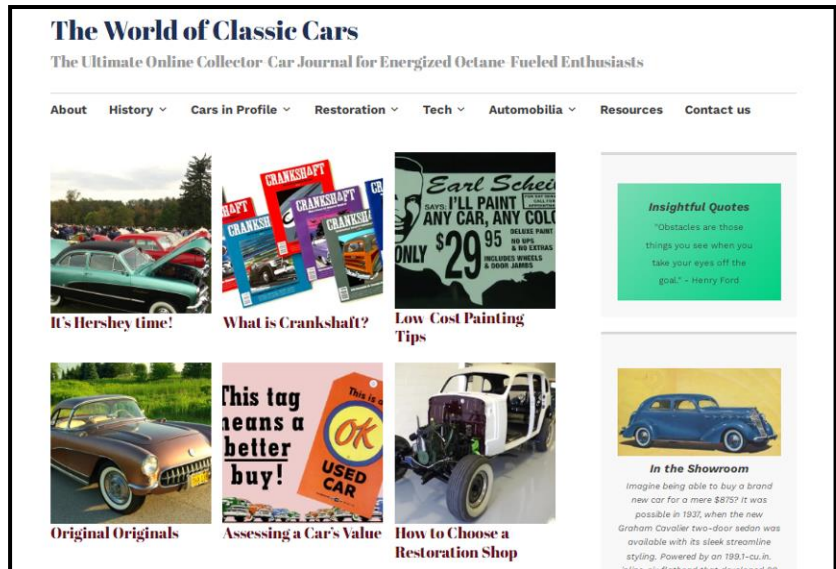 The World of Classic Cars
The Ultimate Online Collector-Car Journal for Energized Octane-Fueled Enthusiasts
About History Cars in Profile Restoration Tech Automobilia Resources Contact us
CRANKSHAFT
CRANKSHAFT
CRANKSHAFT
Earl Schei
SAYS: I'LL PAINT
ANY CAR, ANY COLO
ONLY $29.95
DELUXE PAINT
NO UPS
& NO EXTRAS
INCLUDES WHEELS
& DOOR JAMBS
It's Hershey time!
What is Crankshaft?
Low-Cost Painting
Tips
This tag
means a
better
buy!
This is a
OK
USED
CAR
Original Originals
Assessing a Car's Value
How to Choose a
Restoration Shop
Insightful Quotes
"Obstacles are those
things you see when you
take your eyes off the
goal." - Henry Ford
In the Showroom
Imagine being able to buy a brand
new car for a mere $875? It was
possible in 1937, when the new
Graham Cavalier two-door sedan was
available with its sleek streamline
styling. Powered by an 199.1-cu.in.